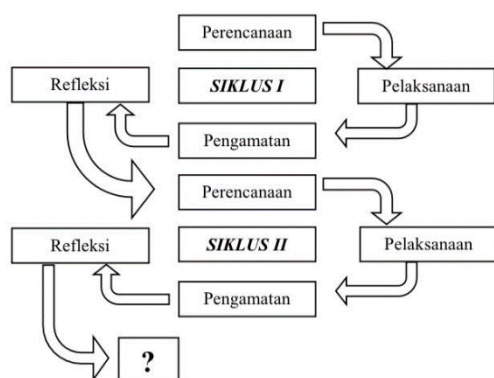 Perencanaan
Refleksi
SIKLUS I
Pelaksanaan
Pengamatan
Perencanaan
Refleksi
SIKLUS II
Pelaksanaan
Pengamatan
?